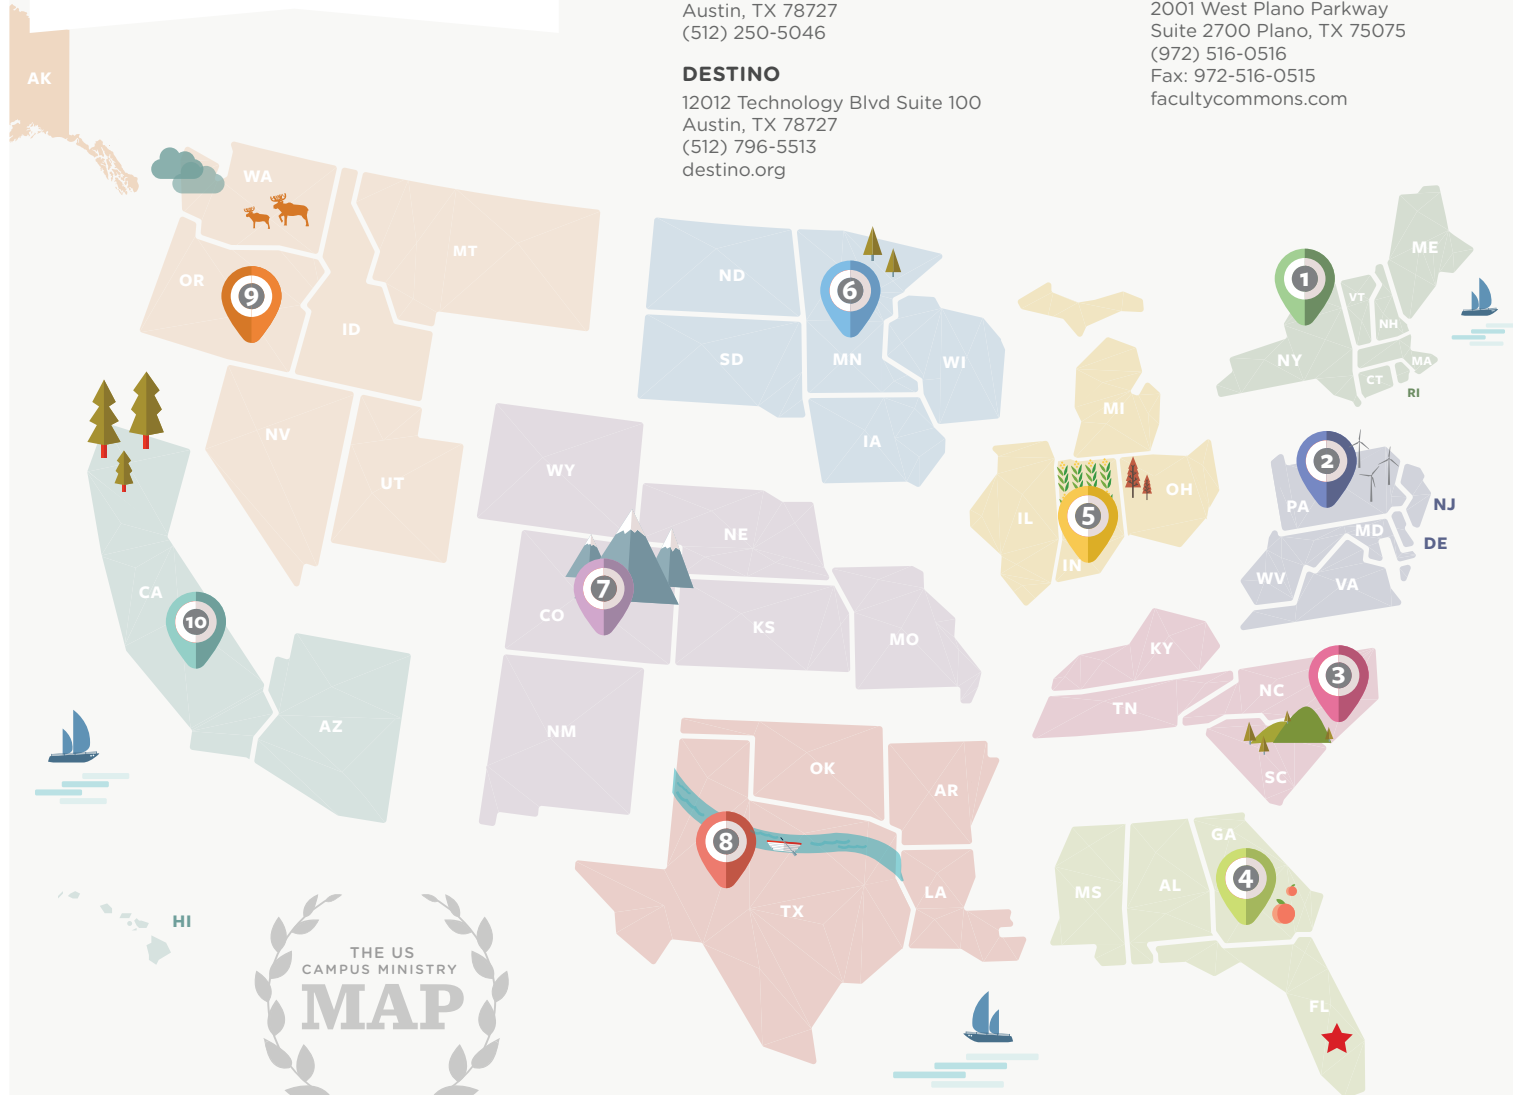 Austin, TX 78727
(512) 250-5046
DESTINO
12012 Technology Blvd Suite 100
Austin, TX 78727
(512) 796-5513
destino.org
2001 West Plano Parkway
Suite 2700 Plano, TX 75075
(972) 516-0516
Fax: 972-516-0515
facultycommons.com
AK
WA
OR
9
ID
MT
NV
UT
CA
10
AZ
HI
ND
SD
6
MN
WI
IA
WY
NE
7
CO
KS
MO
NM
OK
AR
8
TX
LA
MI
IL
5
IN
OH
1
ME
VT
NH
NY
MA
CT
RI
2
PA
NJ
MD
DE
WV
VA
KY
TN
3
NC
SC
GA
4
MS
AL
FL
THE US
CAMPUS MINISTRY
MAP